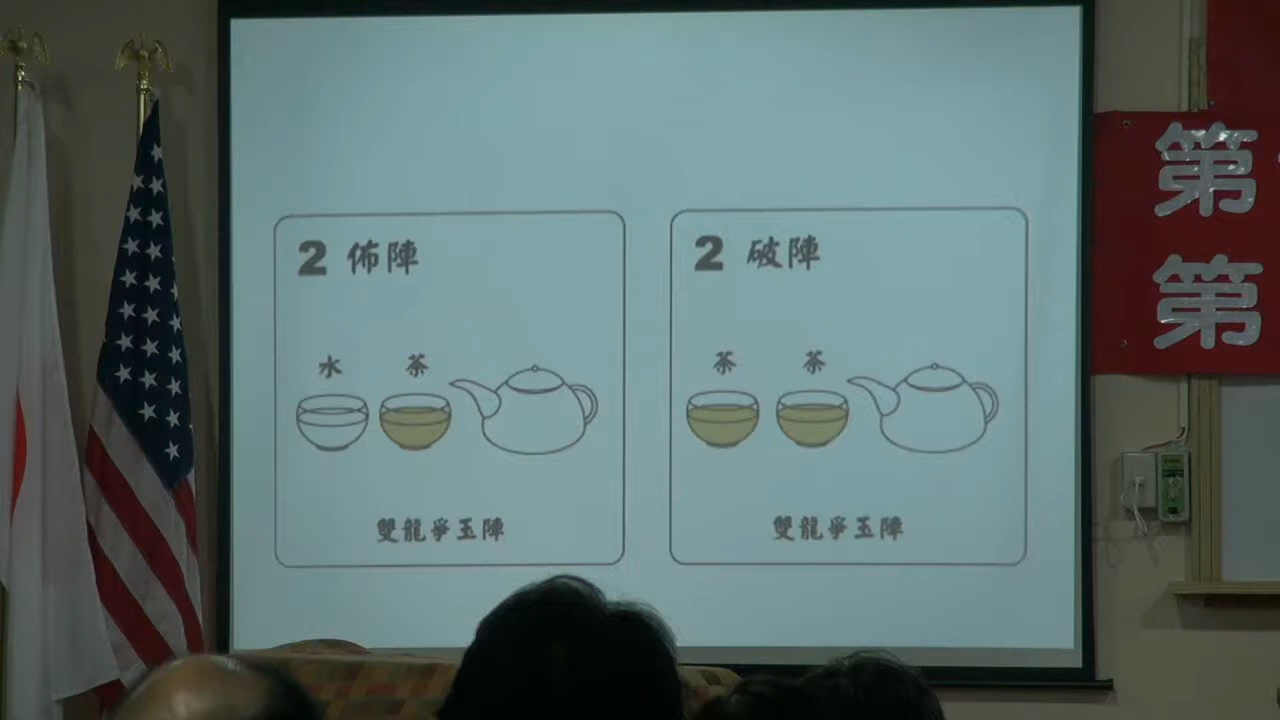 2 佈陣
水 茶
雙龍爭玉陣
2 破陣
茶 茶
雙龍爭玉陣
第
第